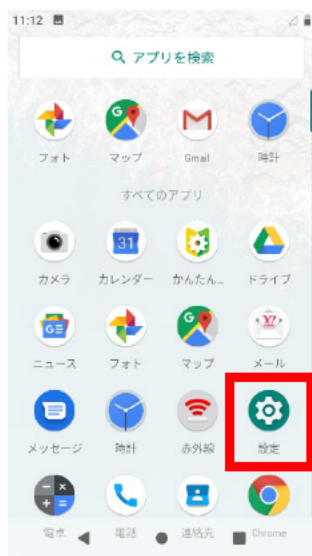 11:12
アプリを検索
フォト マップ Gmail 時計
すべてのアプリ
31
カメラ カレンダー かんたん… ドライブ
GE
ニュース フォト マップ メール
メッセージ 時計 赤外線 設定
電卓 電話 連絡先 Chrome